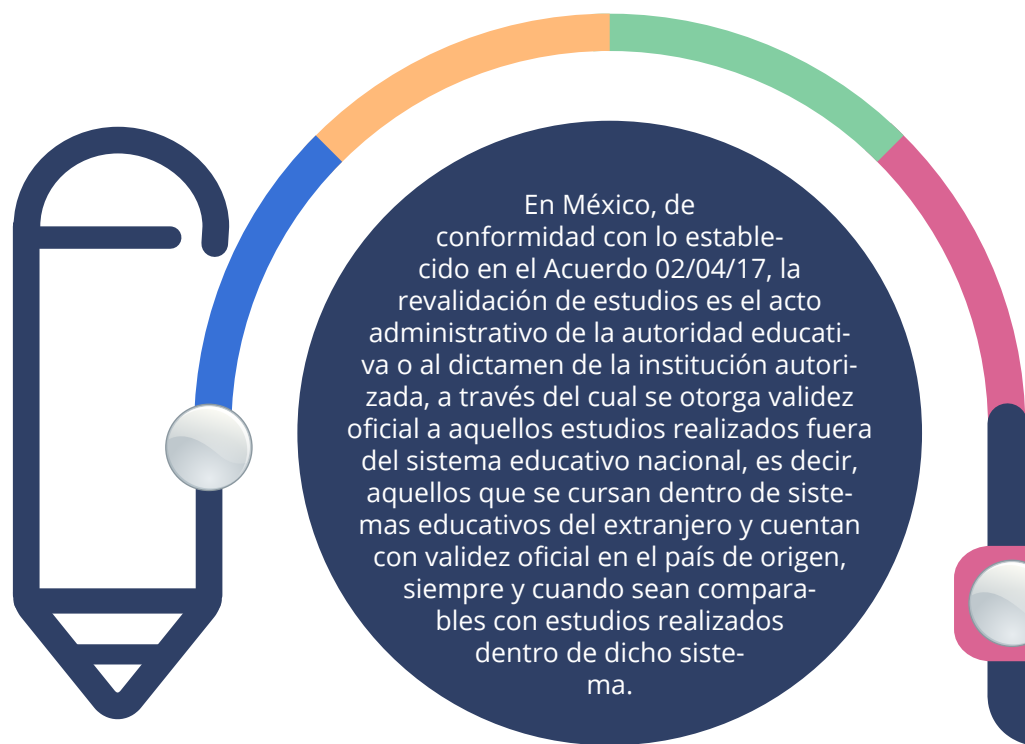 En México, de
conformidad con lo estable-
cido en el Acuerdo 02/04/17, la
revalidación de estudios es el acto
administrativo de la autoridad educati-
va o al dictamen de la institución autori-
zada, a través del cual se otorga validez
oficial a aquellos estudios realizados fuera
del sistema educativo nacional, es decir,
aquellos que se cursan dentro de siste-
mas educativos del extranjero y cuentan
con validez oficial en el país de origen,
siempre y cuando sean compara-
bles con estudios realizados
dentro de dicho siste-
ma.